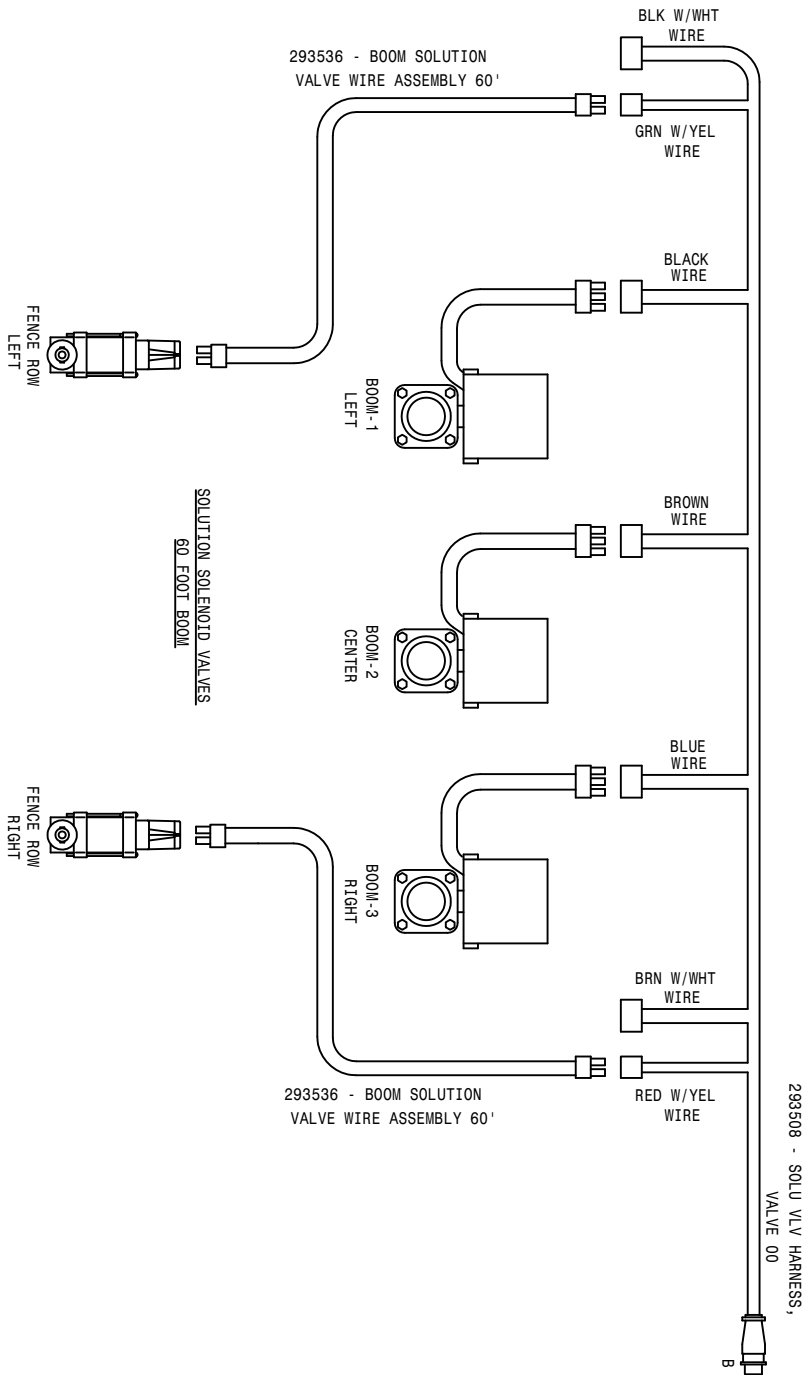 BLK W/WHT
WIRE
293536 - BOOM SOLUTION
VALVE WIRE ASSEMBLY 60'
GRN W/YEL
WIRE
BLACK
WIRE
FENCE ROW
LEFT
BOOM-1
LEFT
SOLUTION SOLENOID VALVES
60 FOOT BOOM
BROWN
WIRE
BOOM-2
CENTER
BLUE
WIRE
FENCE ROW
RIGHT
BOOM-3
RIGHT
BRN W/WHT
WIRE
293536 - BOOM SOLUTION
VALVE WIRE ASSEMBLY 60'
RED W/YEL
WIRE
293508 - SOLU VLV HARNESS,
VALVE 00
B